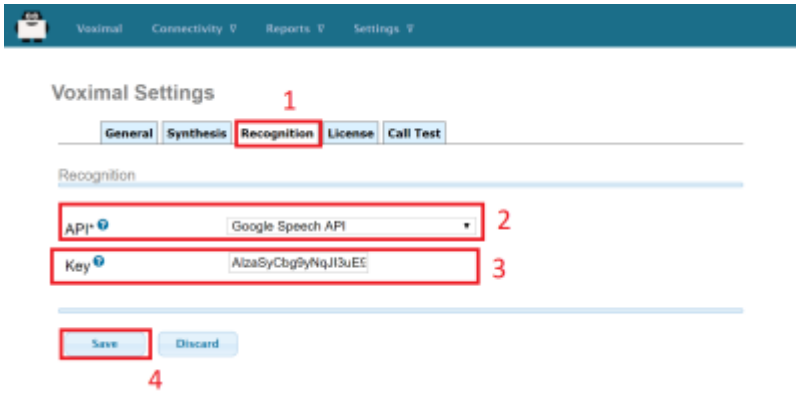 Voximal Connectivity ∇ Reports ∇ Settings ∇
Voximal Settings
1
General Synthesis Recognition License Call Test
Recognition
API* ? Google Speech API ▾ 2
Key ? 3
Save Discard
4